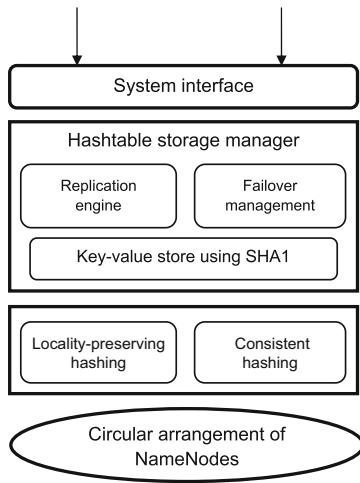 System interface
Hashtable storage manager
Replication
engine
Failover
management
Key-value store using SHA1
Locality-preserving
hashing
Consistent
hashing
Circular arrangement of
NameNodes